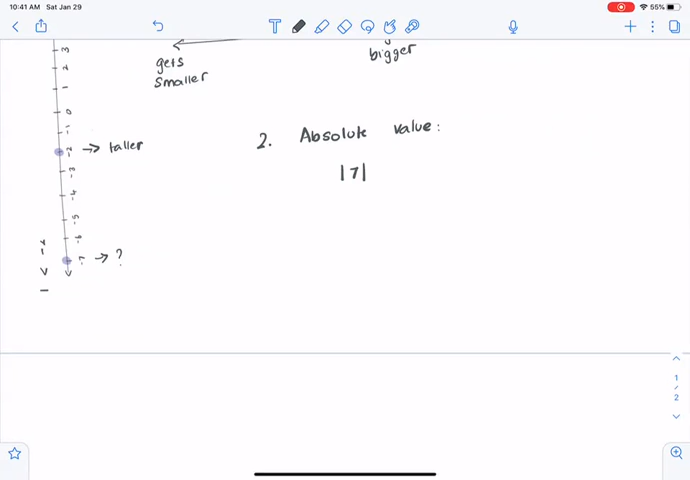 10:41 AM Sat Jan 29
55%
T
gets
smaller
bigger
3
2
1
0
-1
-2 → taller
-3
-4
-5
-6
-7 → ?
2. Absolute value:
|7|
1
/
2